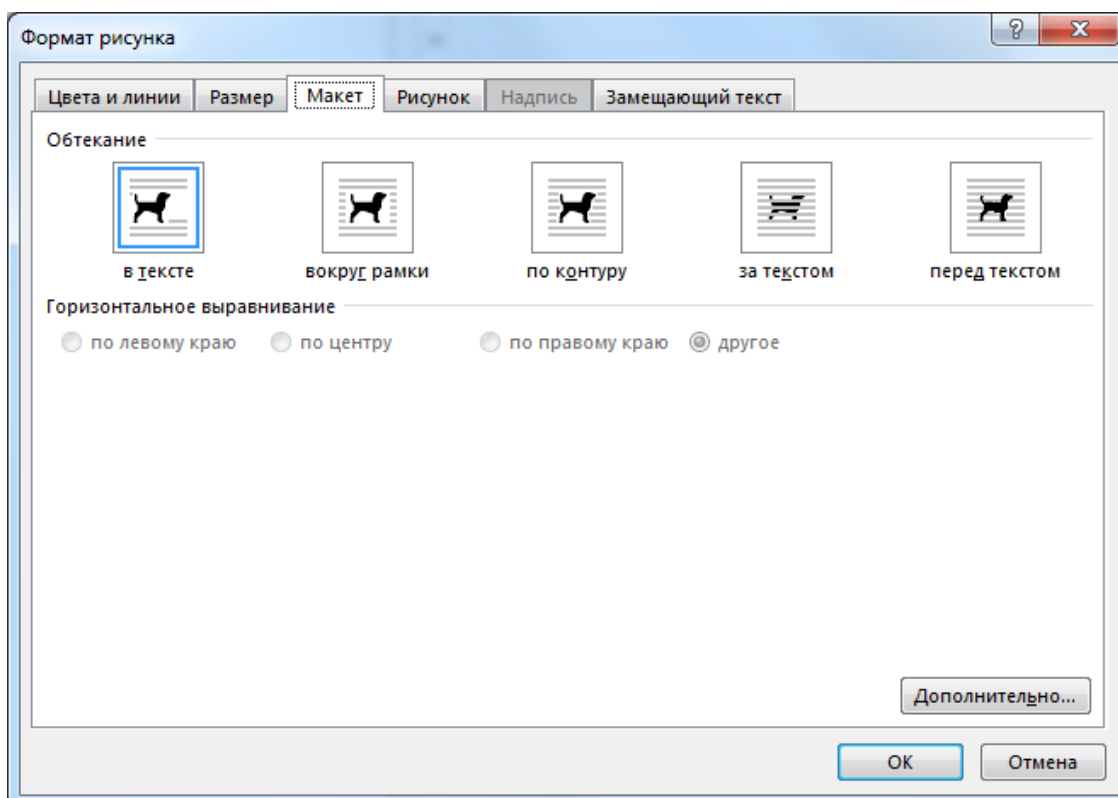 Формат рисунка
Цвета и линии Размер Макет Рисунок Надпись Замещающий текст
Обтекание
в тексте вокруг рамки по контуру за текстом перед текстом
Горизонтальное выравнивание
по левому краю по центру по правому краю другое
Дополнительно...
ОК Отмена